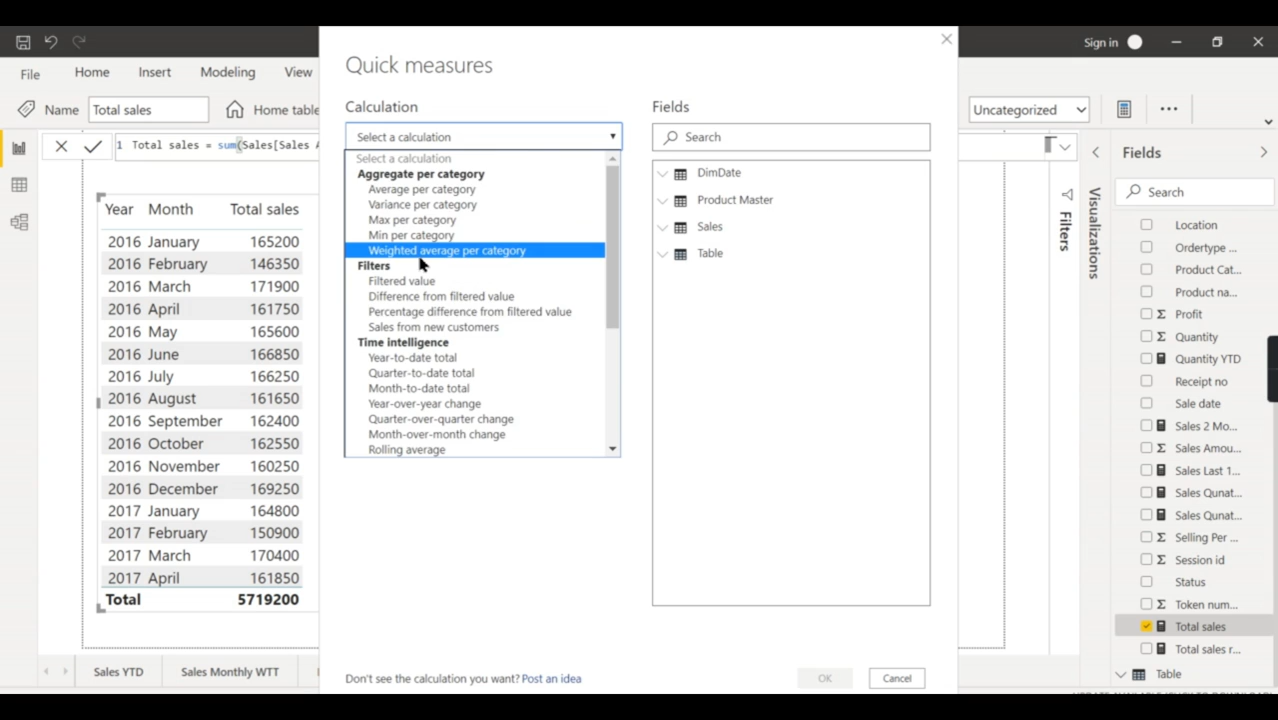 Sign in
File
Home
Insert
Modeling
View
Name
Total sales
Home table
Uncategorized
1 Total sales = sum(Sales[Sales A
Year Month Total sales
2016 January 165200
2016 February 146350
2016 March 171900
2016 April 161750
2016 May 165600
2016 June 166850
2016 July 166250
2016 August 161650
2016 September 162400
2016 October 162550
2016 November 160250
2016 December 169250
2017 January 164800
2017 February 150900
2017 March 170400
2017 April 161850
Total 5719200
Sales YTD
Sales Monthly WTT
Quick measures
Calculation
Select a calculation
Select a calculation
Aggregate per category
Average per category
Variance per category
Max per category
Min per category
Weighted average per category
Filters
Filtered value
Difference from filtered value
Percentage difference from filtered value
Sales from new customers
Time intelligence
Year-to-date total
Quarter-to-date total
Month-to-date total
Year-over-year change
Quarter-over-quarter change
Month-over-month change
Rolling average
Fields
Search
DimDate
Product Master
Sales
Table
Don't see the calculation you want? Post an idea
OK
Cancel
Filters
Visualizations
Fields
Search
Location
Ordertype ...
Product Cat...
Product na...
Profit
Quantity
Quantity YTD
Receipt no
Sale date
Sales 2 Mo...
Sales Amou...
Sales Last 1...
Sales Qunat...
Sales Qunat...
Selling Per ...
Session id
Status
Token num...
Total sales
Total sales r...
Table